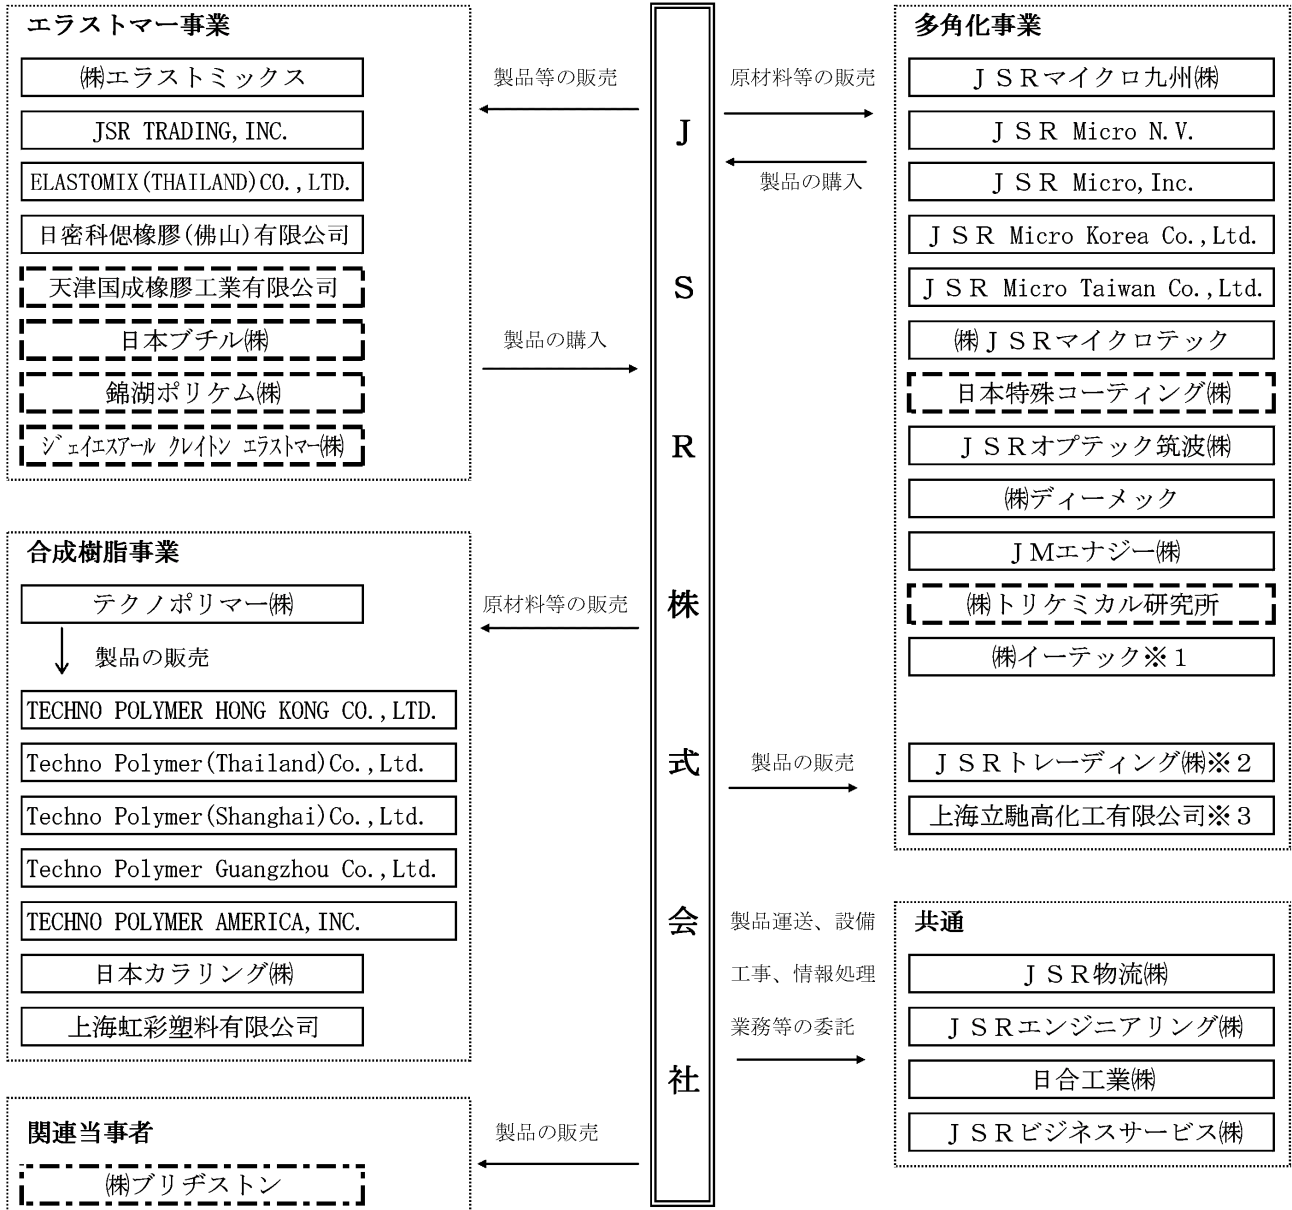 エラストマー事業
㈱エラストミックス
JSR TRADING,INC.
ELASTOMIX(THAILAND)CO.,LTD.
日密科偲橡膠(佛山)有限公司
天津国成橡膠工業有限公司
日本ブチル㈱
錦湖ポリケム㈱
ジェイエスアール クレイトン エラストマー㈱
製品等の販売
製品の購入
合成樹脂事業
テクノポリマー㈱
製品の販売
TECHNO POLYMER HONG KONG CO.,LTD.
Techno Polymer(Thailand)Co.,Ltd.
Techno Polymer(Shanghai)Co.,Ltd.
Techno Polymer Guangzhou Co.,Ltd.
TECHNO POLYMER AMERICA,INC.
日本カラリング㈱
上海虹彩塑料有限公司
原材料等の販売
関連当事者
㈱ブリヂストン
製品の販売
ＪＳＲ株式会社
原材料等の販売
製品の購入
多角化事業
ＪＳＲマイクロ九州㈱
ＪＳＲ Micro N.V.
ＪＳＲ Micro,Inc.
ＪＳＲ Micro Korea Co.,Ltd.
ＪＳＲ Micro Taiwan Co.,Ltd.
㈱ＪＳＲマイクロテック
日本特殊コーティング㈱
ＪＳＲオプテック筑波㈱
㈱ディーメック
ＪＭエナジー㈱
㈱トリケミカル研究所
㈱イーテック※１
製品の販売
ＪＳＲトレーディング㈱※２
上海立馳高化工有限公司※３
製品運送、設備
工事、情報処理
業務等の委託
共通
ＪＳＲ物流㈱
ＪＳＲエンジニアリング㈱
日合工業㈱
ＪＳＲビジネスサービス㈱